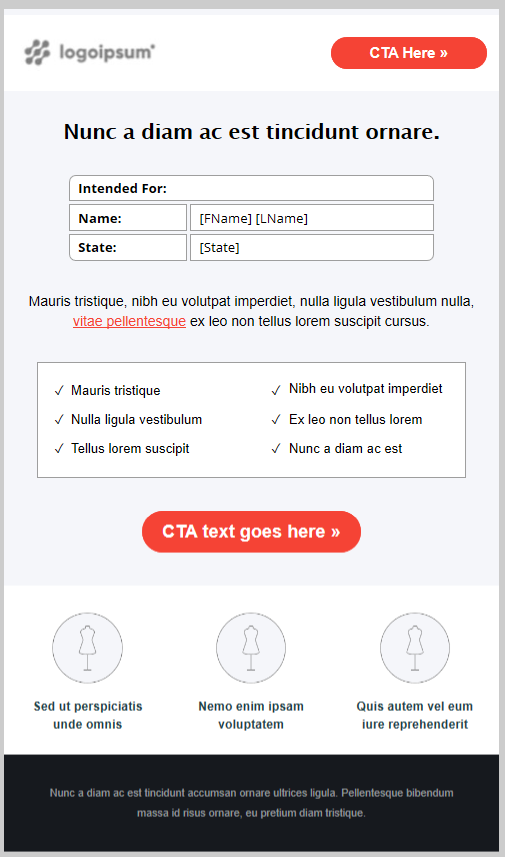 logoipsum®
CTA Here »
Nunc a diam ac est tincidunt ornare.
Intended For:
Name: [FName] [LName]
State: [State]
Mauris tristique, nibh eu volutpat imperdiet, nulla ligula vestibulum nulla,
vitae pellentesque ex leo non tellus lorem suscipit cursus.
✓ Mauris tristique
✓ Nibh eu volutpat imperdiet
✓ Nulla ligula vestibulum
✓ Ex leo non tellus lorem
✓ Tellus lorem suscipit
✓ Nunc a diam ac est
CTA text goes here »
Sed ut perspiciatis
unde omnis
Nemo enim ipsam
voluptatem
Quis autem vel eum
iure reprehenderit
Nunc a diam ac est tincidunt accumsan ornare ultrices ligula. Pellentesque bibendum
massa id risus ornare, eu pretium diam tristique.